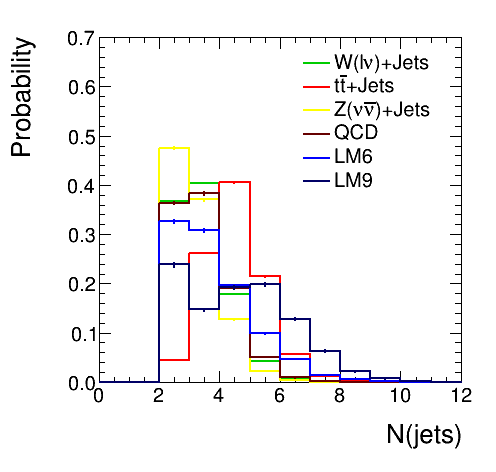 Probability
0.7
0.6
0.5
0.4
0.3
0.2
0.1
0.0
W(lν)+Jets
tt̄+Jets
Z(νν̄)+Jets
QCD
LM6
LM9
0 2 4 6 8 10 12
N(jets)